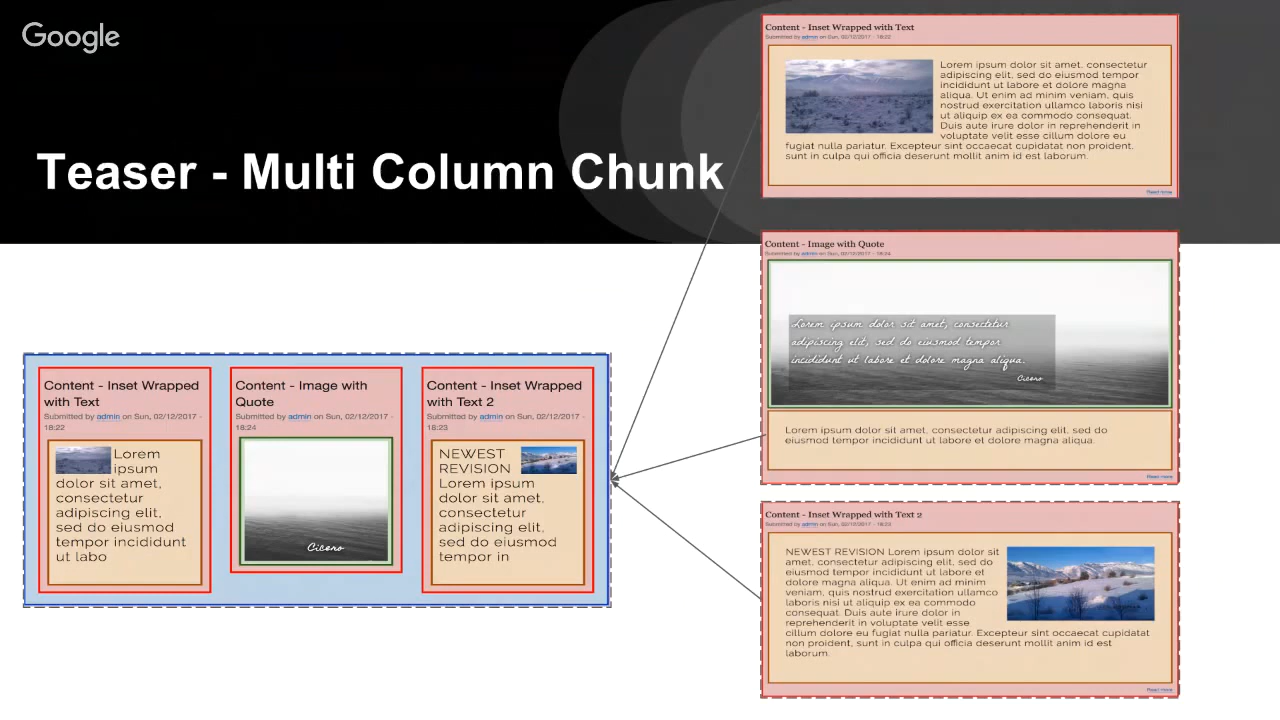 Google
Teaser - Multi Column Chunk
Content - Inset Wrapped with Text
Submitted by admin on Sun, 02/12/2017 - 18:22
Lorem ipsum dolor sit amet, consectetur
adipiscing elit, sed do eiusmod tempor
incididunt ut labore et dolore magna
aliqua. Ut enim ad minim veniam, quis
nostrud exercitation ullamco laboris nisi
ut aliquip ex ea commodo consequat.
Duis aute irure dolor in reprehenderit in
voluptate velit esse cillum dolore eu
fugiat nulla pariatur. Excepteur sint occaecat cupidatat non proident,
sunt in culpa qui officia deserunt mollit anim id est laborum.
Read more
Content - Image with Quote
Submitted by admin on Sun, 02/12/2017 - 18:24
Lorem ipsum dolor sit amet, consectetur
adipiscing elit, sed do eiusmod tempor
incididunt ut labore et dolore magna aliqua.
Cicero
Lorem ipsum dolor sit amet, consectetur adipiscing elit, sed do
eiusmod tempor incididunt ut labore et dolore magna aliqua.
Read more
Content - Inset Wrapped
with Text
Submitted by admin on Sun, 02/12/2017 -
18:22
Lorem
ipsum
dolor sit amet,
consectetur
adipiscing elit,
sed do eiusmod
tempor incididunt
ut labo
Content - Image with
Quote
Submitted by admin on Sun, 02/12/2017 -
18:24
Cicero
Content - Inset Wrapped
with Text 2
Submitted by admin on Sun, 02/12/2017 -
18:23
NEWEST
REVISION
Lorem ipsum
dolor sit amet,
consectetur
adipiscing elit,
sed do eiusmod
tempor in
Content - Inset Wrapped with Text 2
Submitted by admin on Sun, 02/12/2017 - 18:23
NEWEST REVISION Lorem ipsum dolor sit
amet, consectetur adipiscing elit, sed do
eiusmod tempor incididunt ut labore et
dolore magna aliqua. Ut enim ad minim
veniam, quis nostrud exercitation ullamco
laboris nisi ut aliquip ex ea commodo
consequat. Duis aute irure dolor in
reprehenderit in voluptate velit esse
cillum dolore eu fugiat nulla pariatur. Excepteur sint occaecat cupidatat
non proident, sunt in culpa qui officia deserunt mollit anim id est
laborum.
Read more